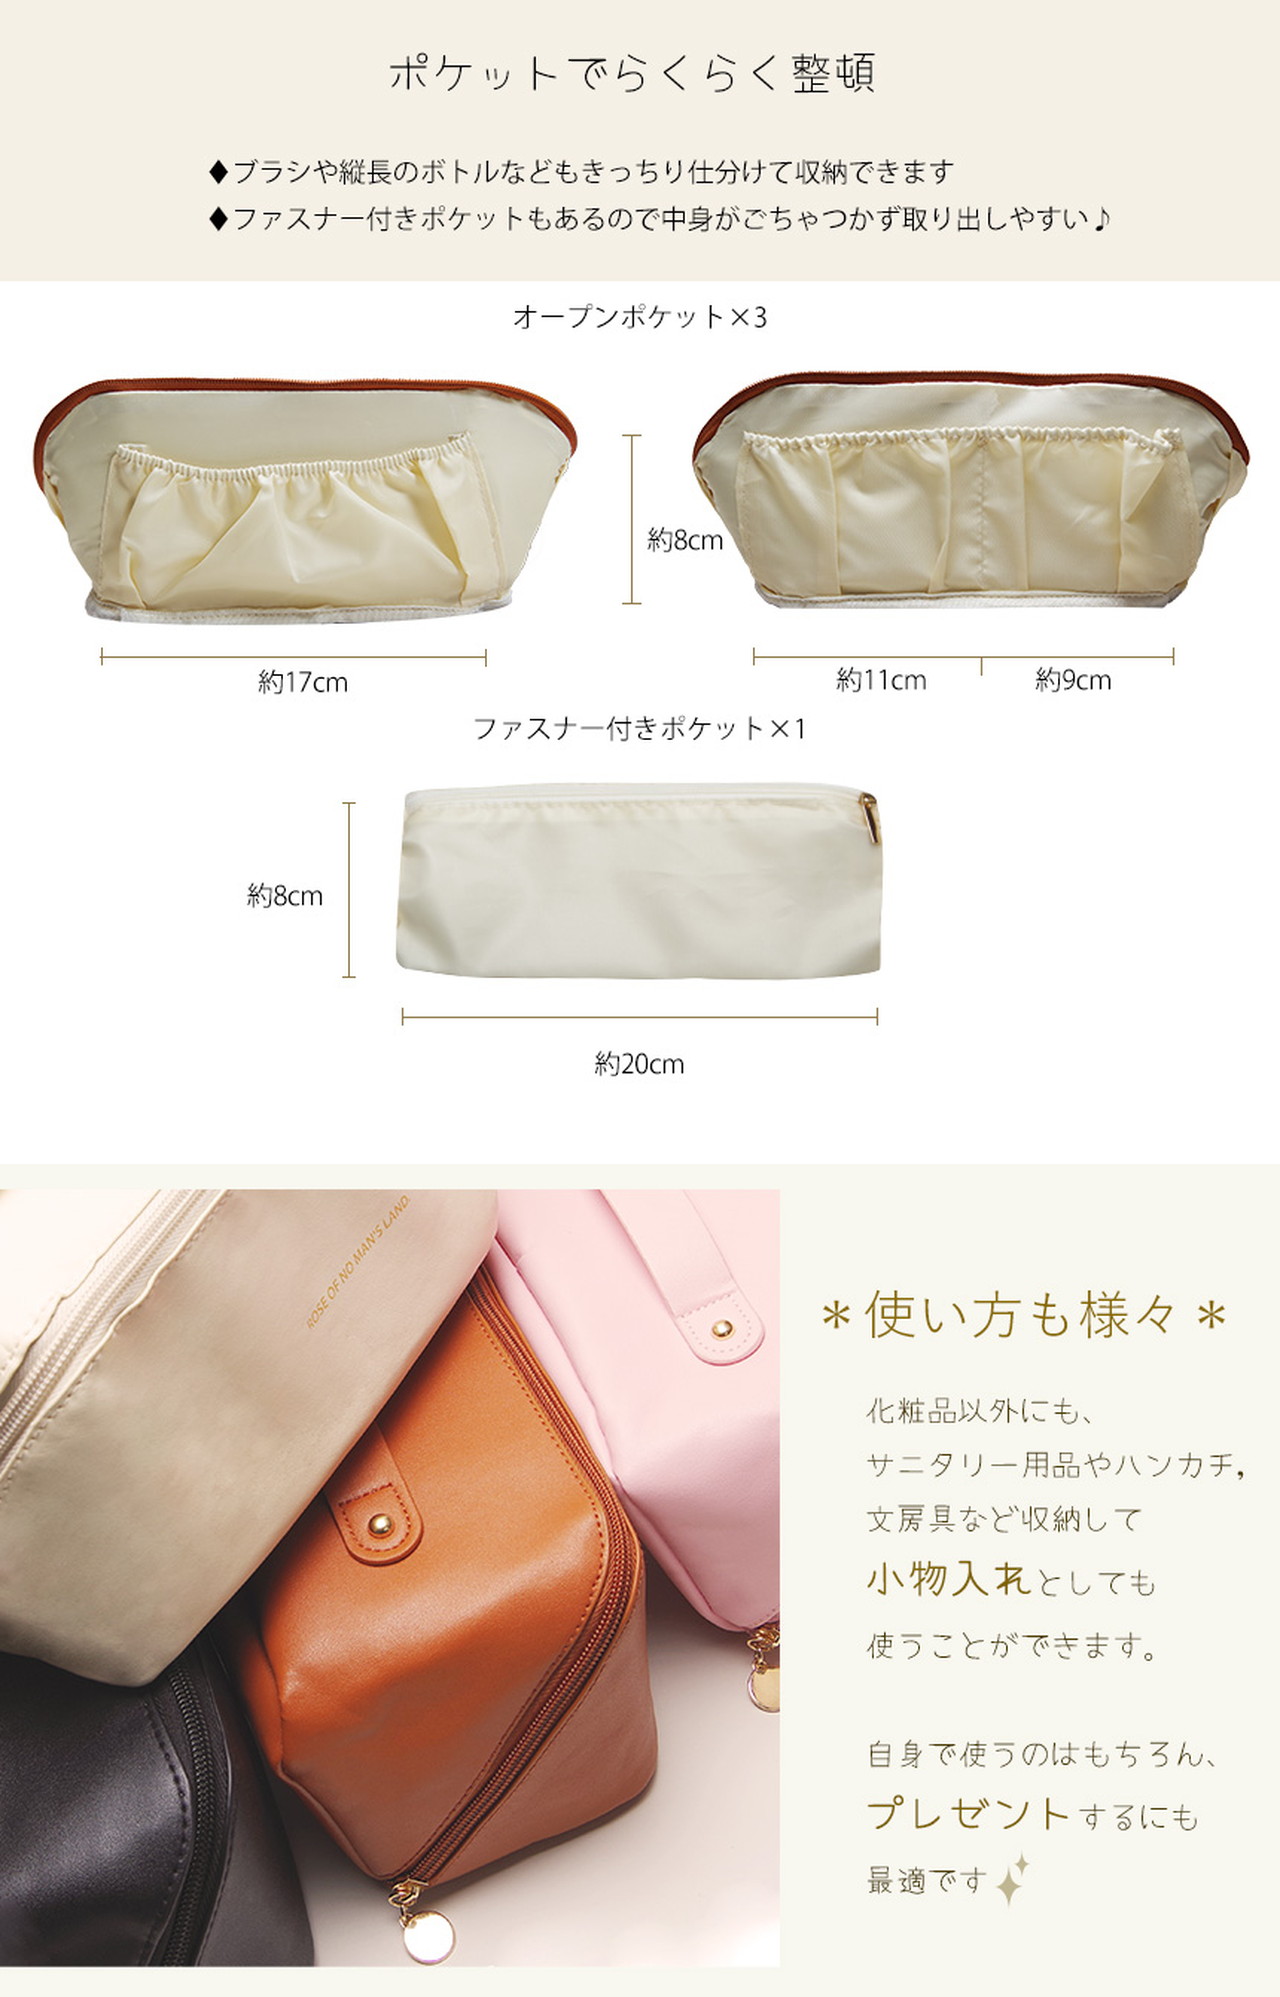 ポケットでらくらく整頓
♦ブラシや縦長のボトルなどもきっちり仕分けて収納できます
♦ファスナー付きポケットもあるので中身がごちゃつかず取り出しやすい♪
オープンポケット×3
約8cm
約17cm
約11cm
約9cm
ファスナー付きポケット×1
約8cm
約20cm
ROSE OF NO MAN'S LAND
＊使い方も様々＊
化粧品以外にも、
サニタリー用品やハンカチ,
文房具など収納して
小物入れとしても
使うことができます。
自身で使うのはもちろん、
プレゼントするにも
最適です